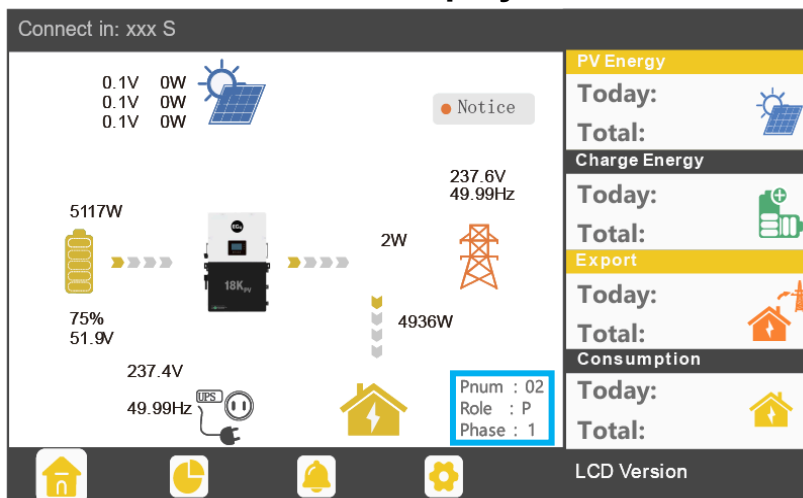 Connect in: xxx S
0.1V 0W
0.1V 0W
0.1V 0W
Notice
237.6V
49.99Hz
5117W
2W
18KPV
75%
51.9V
4936W
237.4V
UPS
49.99Hz
Pnum : 02
Role : P
Phase : 1
PV Energy
Today:
Total:
Charge Energy
Today:
Total:
Export
Today:
Total:
Consumption
Today:
Total:
LCD Version